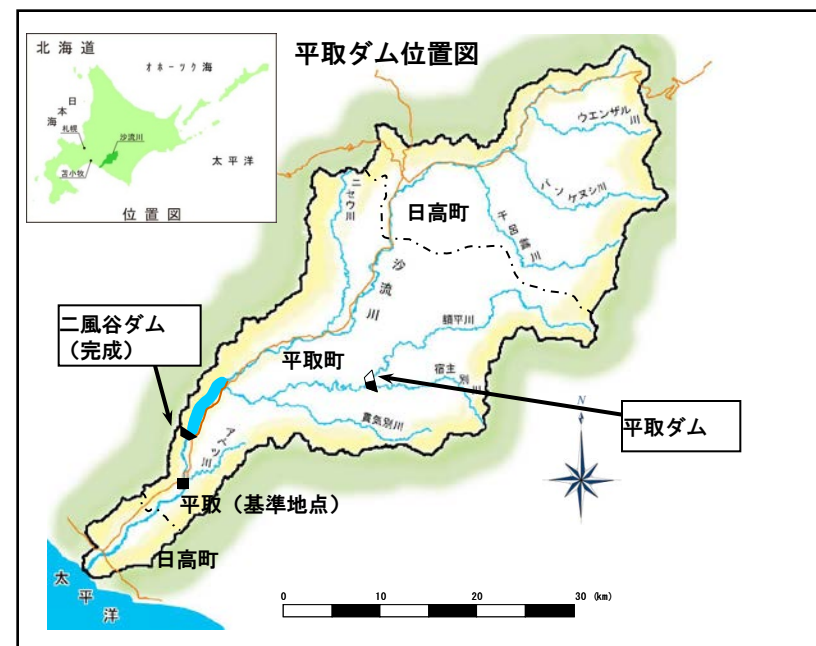 平取ダム位置図
北海道
オホーツク海
日本海
札幌
沙流川
苫小牧
太平洋
位置図
ウエンザル川
パンケヌシ川
ニセウ川
日高町
千呂露川
沙流川
額平川
二風谷ダム
(完成)
平取町
宿主別川
平取ダム
貫気別川
アベツ川
N
平取(基準地点)
日高町
太平洋
0 10 20 30 (km)